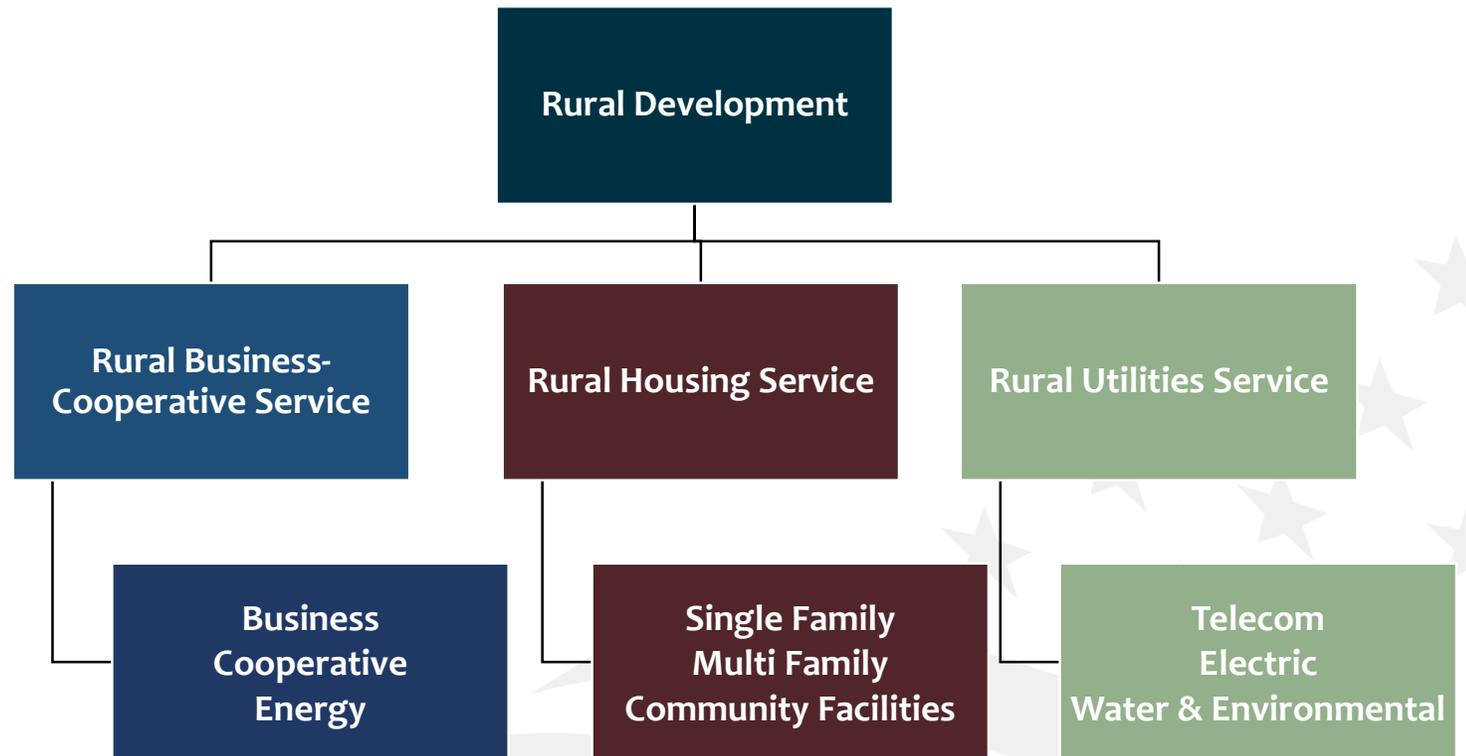 Rural Development
Rural Business-
Cooperative Service
Rural Housing Service
Rural Utilities Service
Business
Cooperative
Energy
Single Family
Multi Family
Community Facilities
Telecom
Electric
Water & Environmental